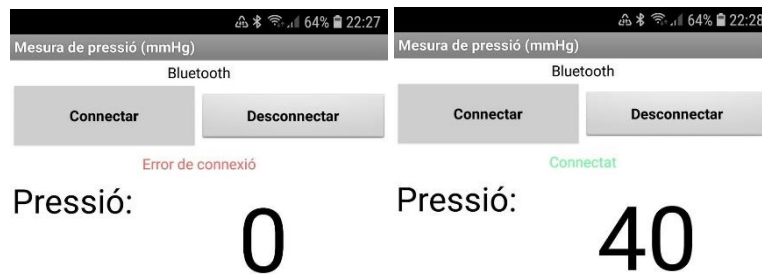 64% 22:27
Mesura de pressió (mmHg)
Bluetooth
Connectar Desconnectar
Error de connexió
Pressió: 0
64% 22:28
Mesura de pressió (mmHg)
Bluetooth
Connectar Desconnectar
Connectat
Pressió: 40